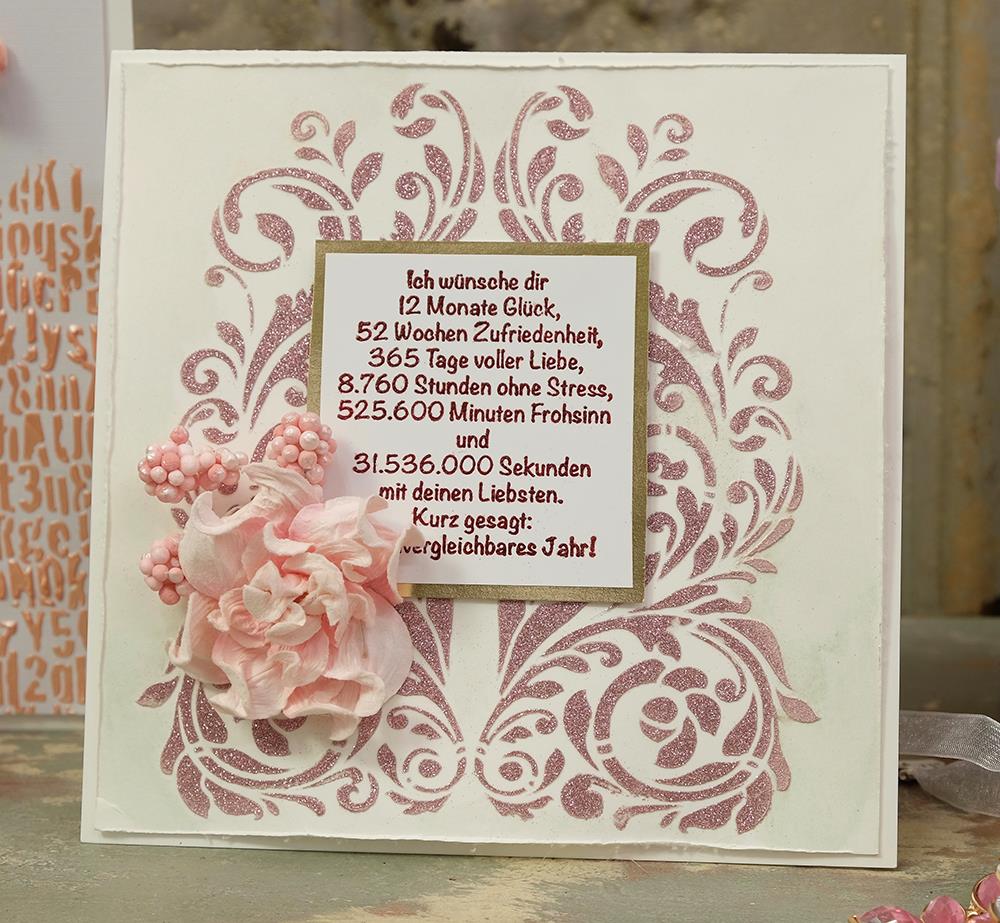 Ich wünsche dir
12 Monate Glück,
52 Wochen Zufriedenheit,
365 Tage voller Liebe,
8.760 Stunden ohne Stress,
525.600 Minuten Frohsinn
und
31.536.000 Sekunden
mit deinen Liebsten.
Kurz gesagt:
Jahr!